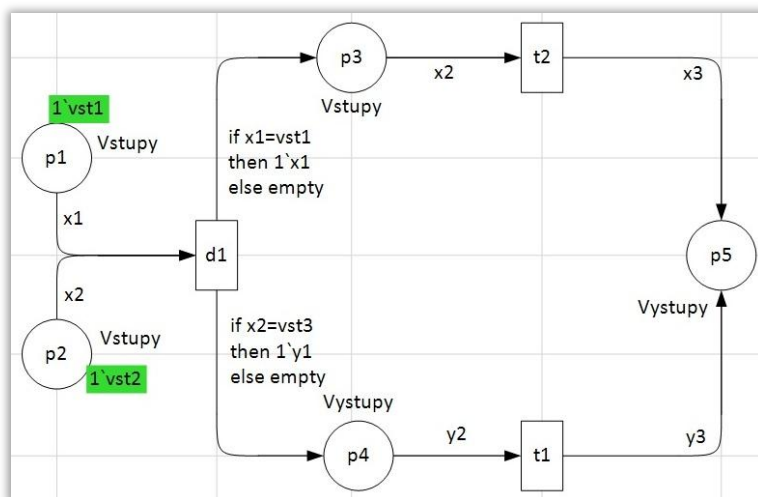 p3
x2
t2
x3
Vstupy
1`vst1
Vstupy
p1
if x1=vst1
then 1`x1
else empty
x1
d1
p5
x2
Vystupy
if x2=vst3
then 1`y1
else empty
Vstupy
p2
1`vst2
Vystupy
p4
y2
t1
y3